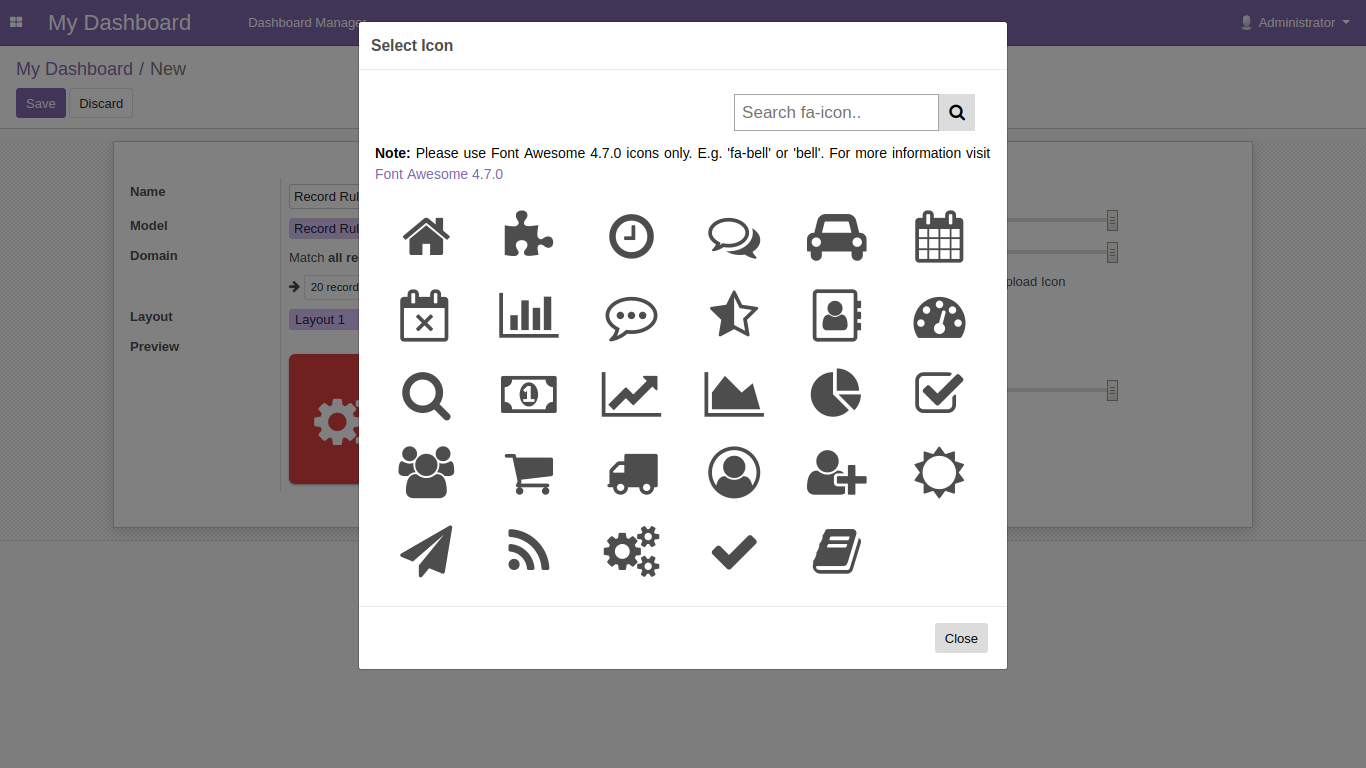 My Dashboard Dashboard Manager Administrator
Select Icon
My Dashboard / New
Save Discard
Search fa-icon..
Note: Please use Font Awesome 4.7.0 icons only. E.g. 'fa-bell' or 'bell'. For more information visit
Font Awesome 4.7.0
Name
Record Rul
Model
Record Rul
Domain
Match all re
20 record
pload Icon
Layout
Layout 1
Preview
1
Close